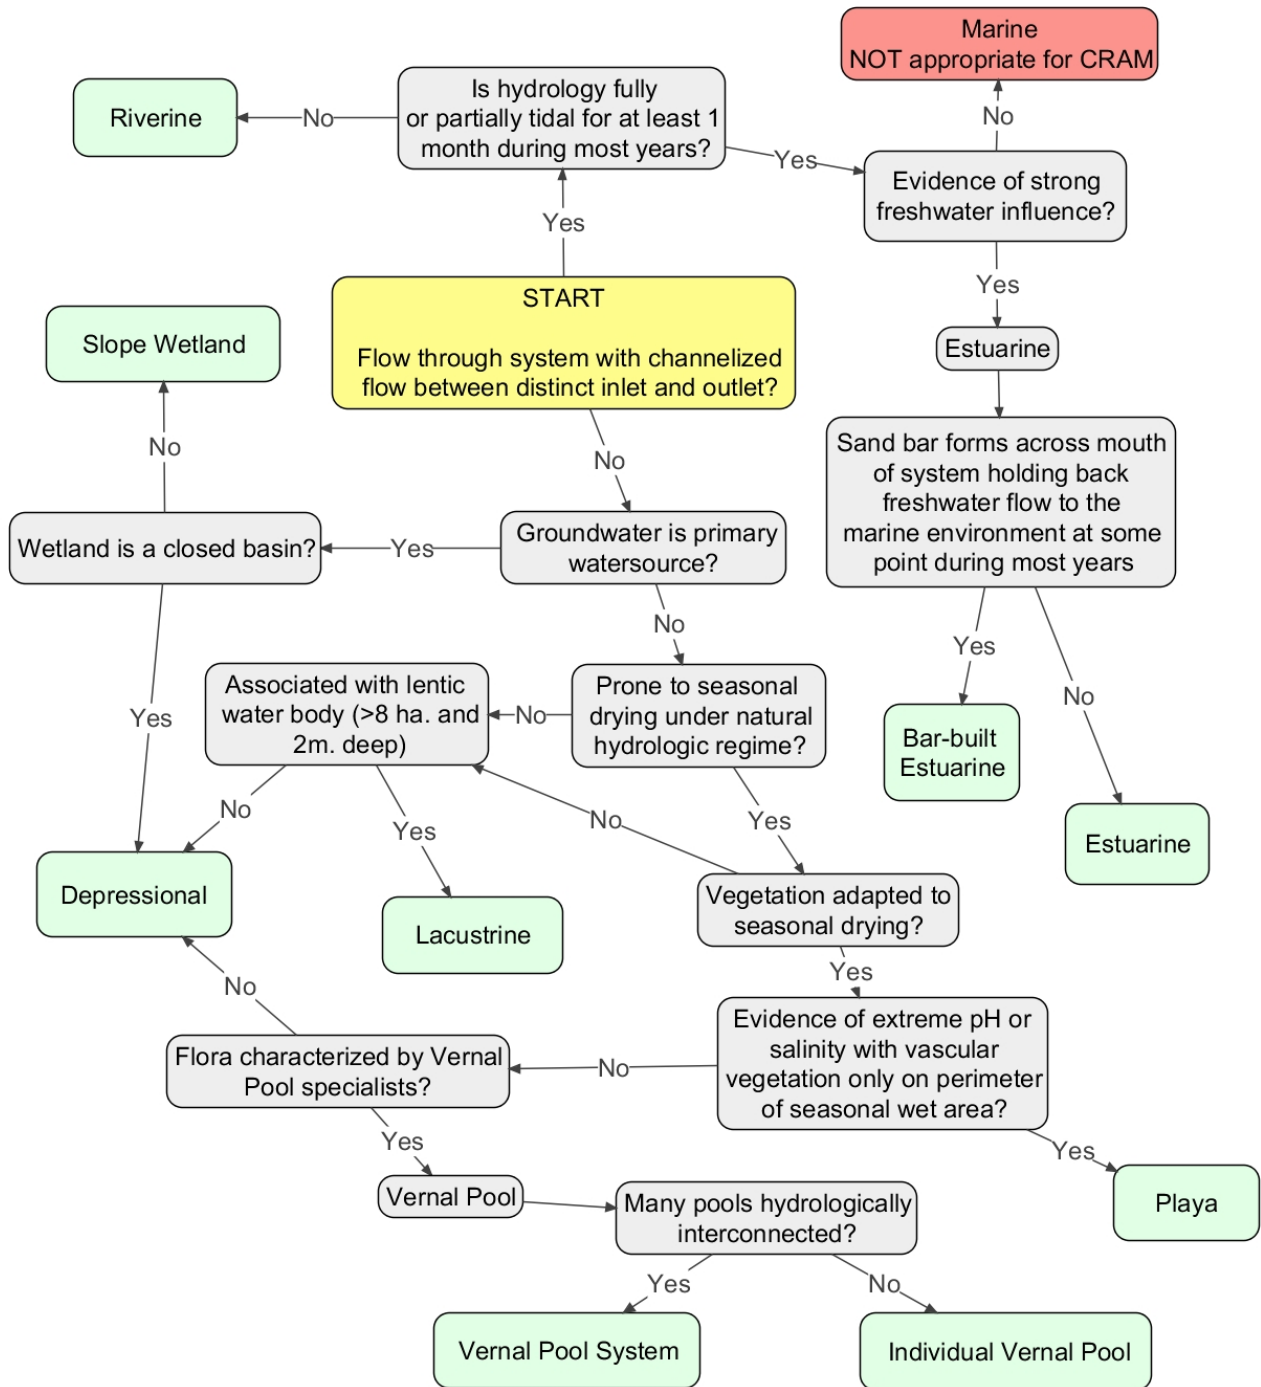 Marine
NOT appropriate for CRAM
Is hydrology fully
or partially tidal for at least 1
month during most years?
Riverine
No
No
Yes
Evidence of strong
freshwater influence?
Yes
Yes
START
Flow through system with channelized
flow between distinct inlet and outlet?
Slope Wetland
Estuarine
No
No
Sand bar forms across mouth
of system holding back
freshwater flow to the
marine environment at some
point during most years
Wetland is a closed basin?
Yes
Groundwater is primary
watersource?
No
Yes
No
Associated with lentic
water body (>8 ha. and
2m. deep)
No
Prone to seasonal
drying under natural
hydrologic regime?
Yes
Bar-built
Estuarine
No
No
Yes
Yes
Estuarine
Depressional
Lacustrine
Vegetation adapted to
seasonal drying?
No
Yes
Evidence of extreme pH or
salinity with vascular
vegetation only on perimeter
of seasonal wet area?
Flora characterized by Vernal
Pool specialists?
No
Yes
Yes
Vernal Pool
Many pools hydrologically
interconnected?
Playa
Yes
No
Vernal Pool System
Individual Vernal Pool